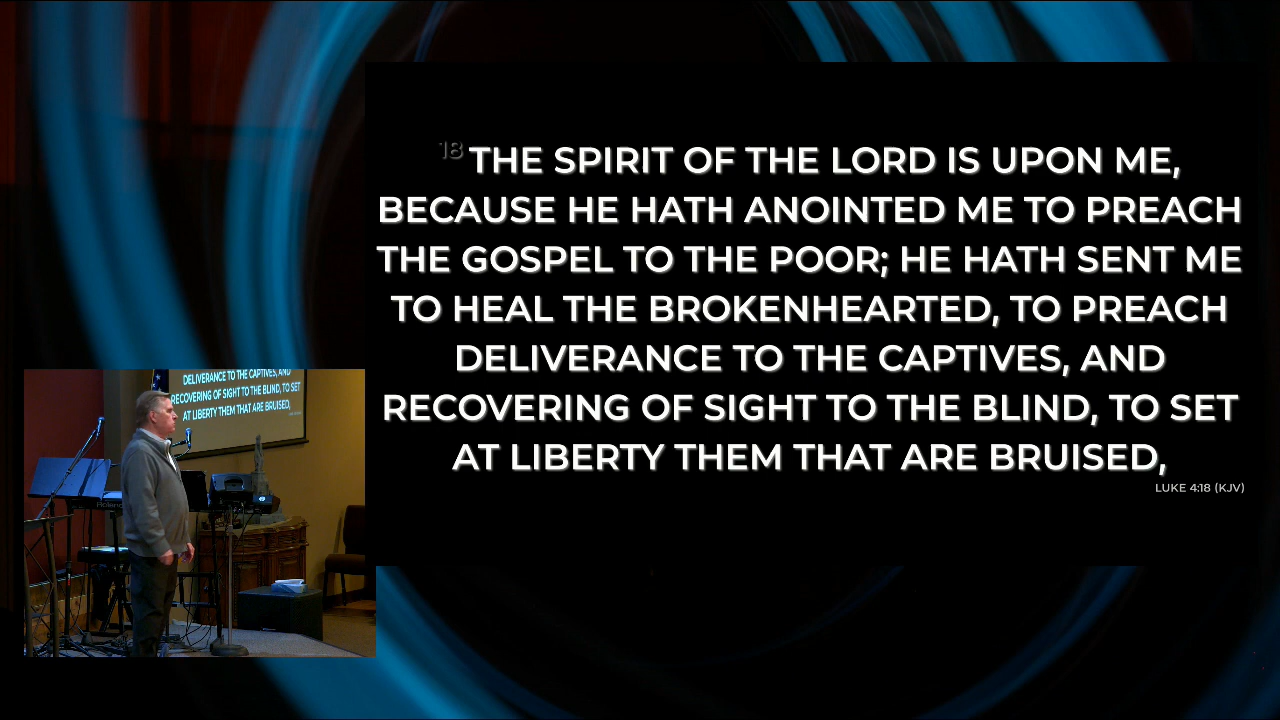 18 THE SPIRIT OF THE LORD IS UPON ME,
BECAUSE HE HATH ANOINTED ME TO PREACH
THE GOSPEL TO THE POOR; HE HATH SENT ME
TO HEAL THE BROKENHEARTED, TO PREACH
DELIVERANCE TO THE CAPTIVES, AND
RECOVERING OF SIGHT TO THE BLIND, TO SET
AT LIBERTY THEM THAT ARE BRUISED,
LUKE 4:18 (KJV)
DELIVERANCE TO THE CAPTIVES, AND
RECOVERING OF SIGHT TO THE BLIND, TO SET
AT LIBERTY THEM THAT ARE BRUISED,
Roland